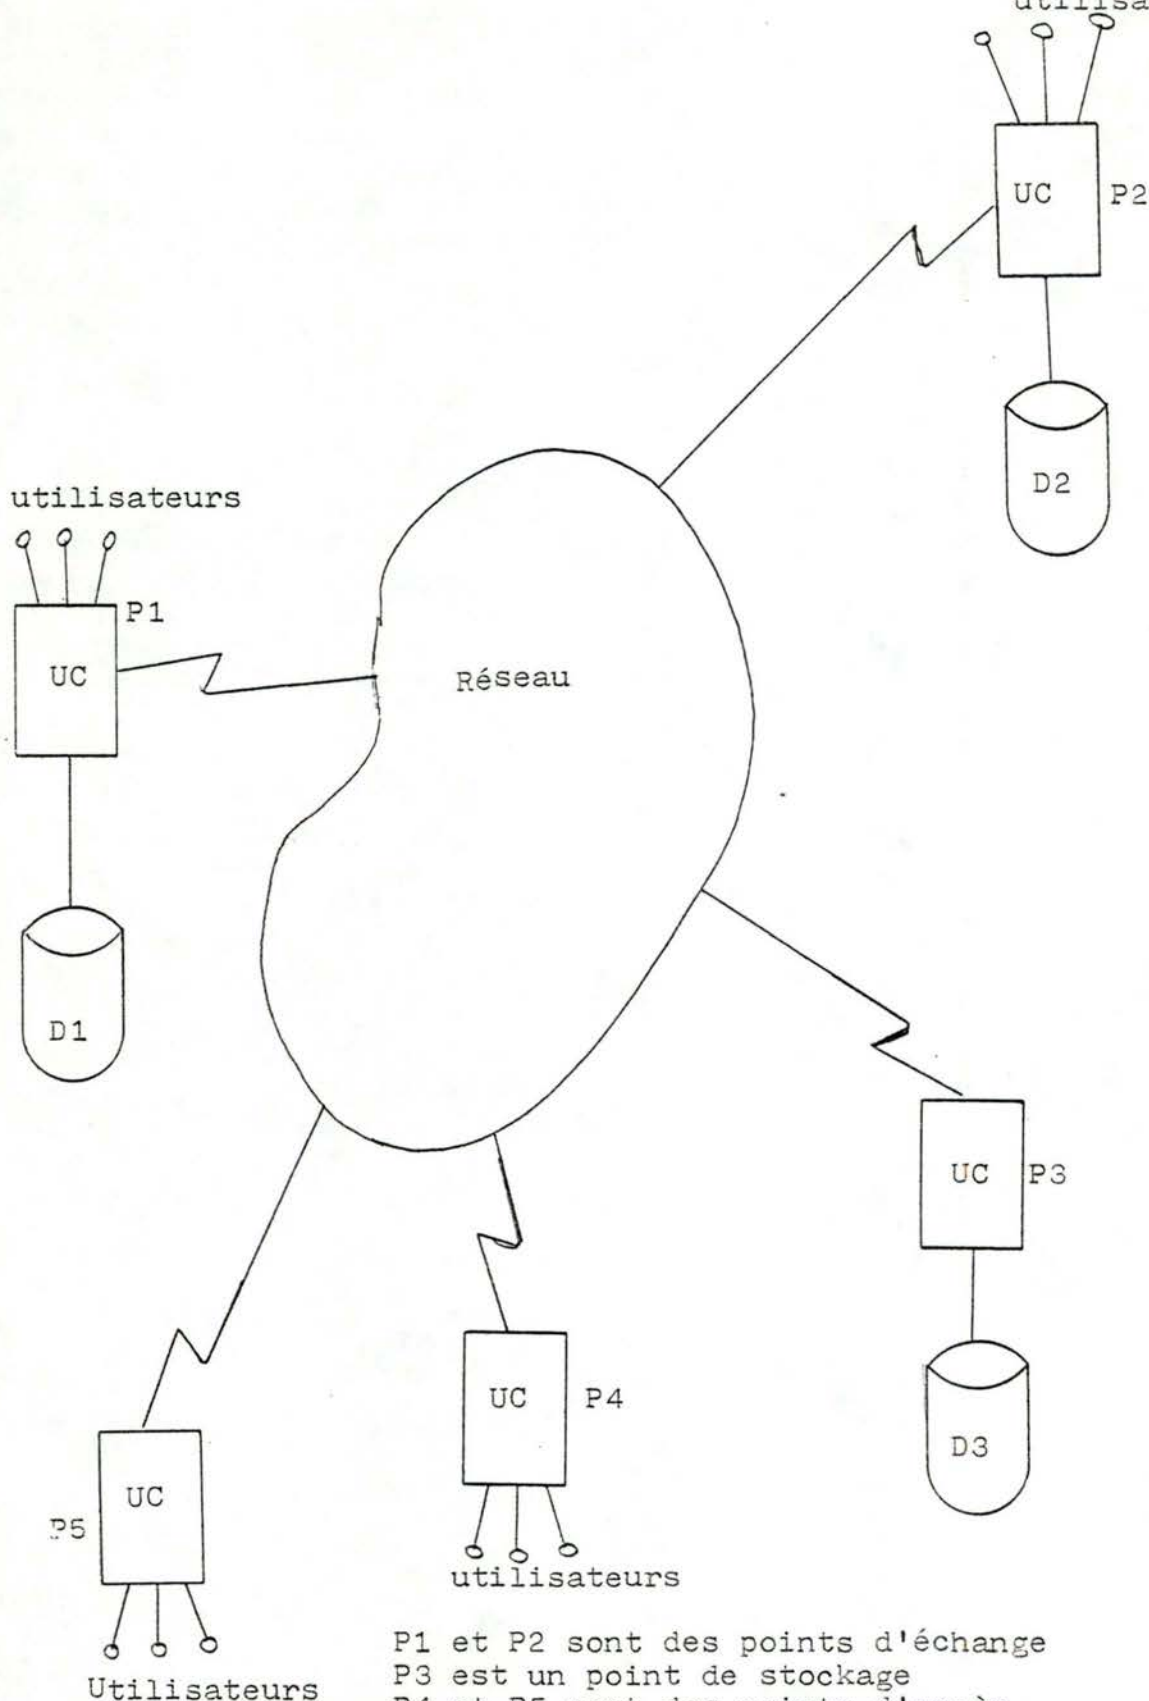 UC P2
D2
utilisateurs
P1
UC
Réseau
D1
UC P3
UC P4
D3
UC
P5
utilisateurs
P1 et P2 sont des points d'échange
P3 est un point de stockage
Utilisateurs